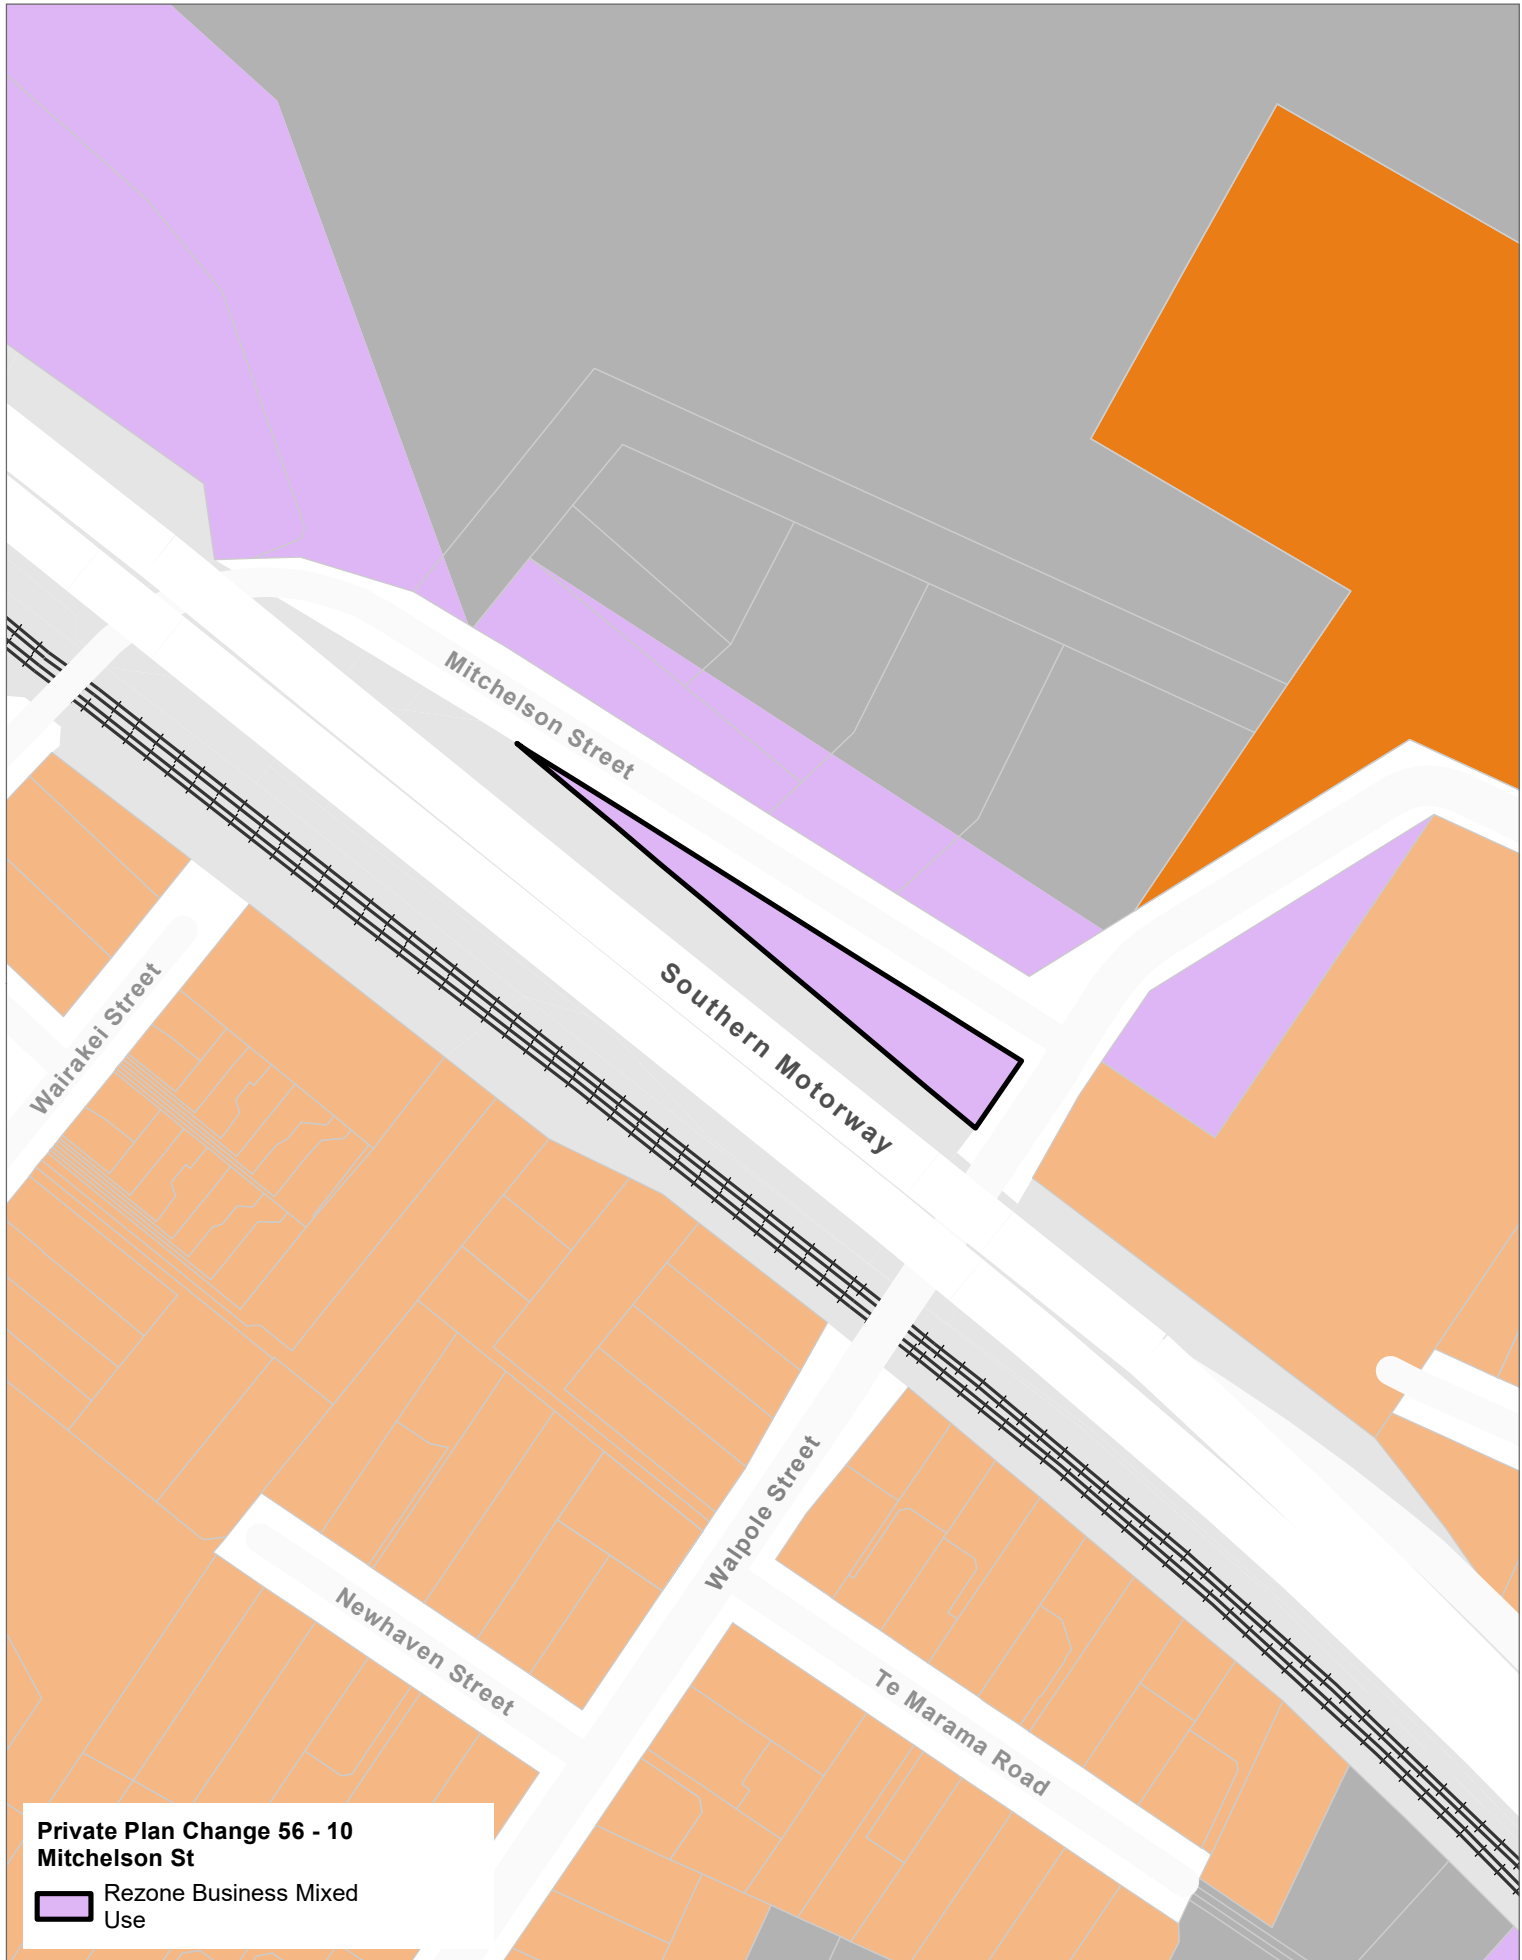 Mitchelson Street
Southern Motorway
Wairakei Street
Walpole Street
Newhaven Street
Te Marama Road
Private Plan Change 56 - 10
Mitchelson St
Rezone Business Mixed
Use